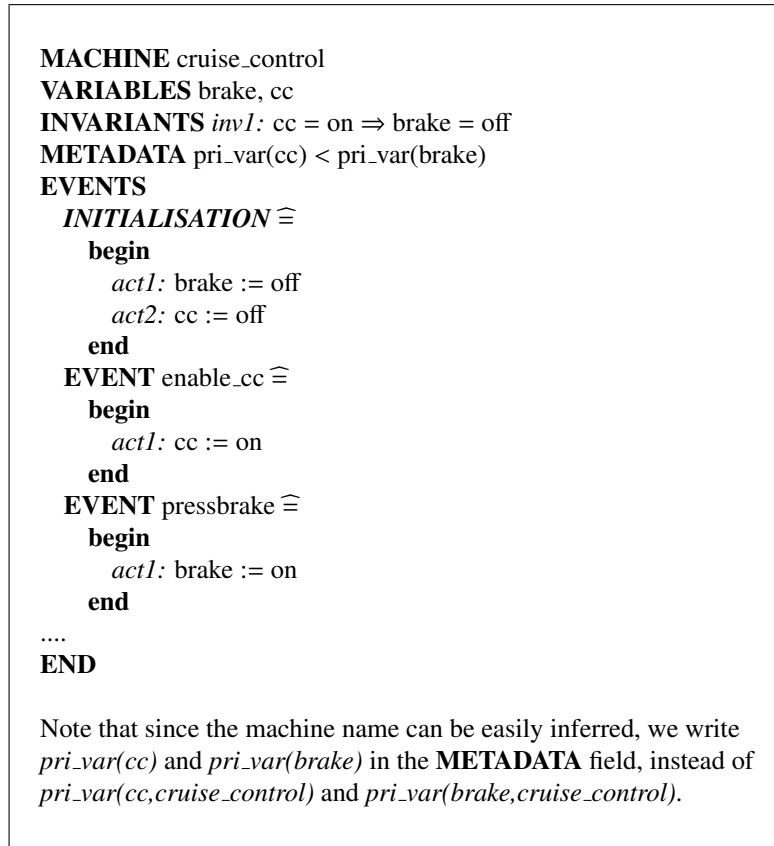 MACHINE cruise_control
VARIABLES brake, cc
INVARIANTS inv1: cc = on ⇒ brake = off
METADATA pri_var(cc) < pri_var(brake)
EVENTS
INITIALISATION ≙
begin
act1: brake := off
act2: cc := off
end
EVENT enable_cc ≙
begin
act1: cc := on
end
EVENT pressbrake ≙
begin
act1: brake := on
end
....
END
Note that since the machine name can be easily inferred, we write
pri_var(cc) and pri_var(brake) in the METADATA field, instead of
pri_var(cc,cruise_control) and pri_var(brake,cruise_control).